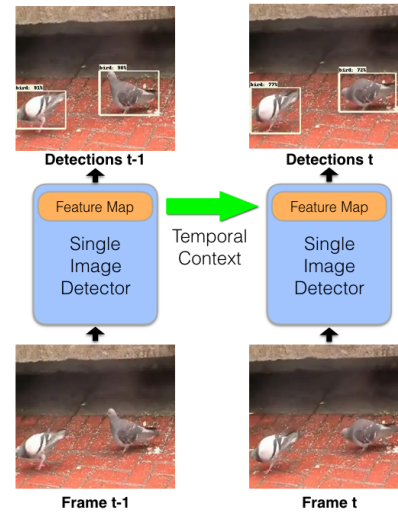 bird: 98%
bird: 91%
bird: 72%
bird: 77%
Detections t-1
Detections t
Feature Map
Feature Map
Single
Image
Detector
Temporal
Context
Single
Image
Detector
Frame t-1
Frame t